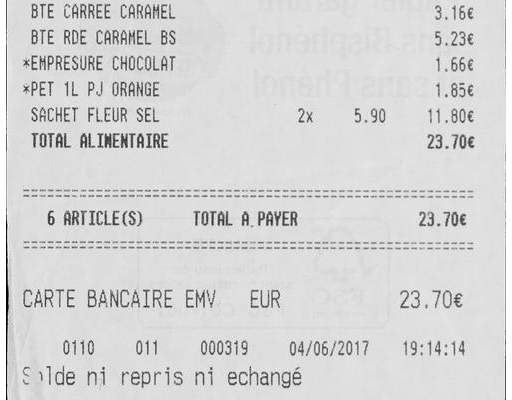 BTE CARREE CARAMEL 3.16€
BTE RDE CARAMEL BS 5.23€
*EMPRESURE CHOCOLAT 1.66€
*PET 1L PJ ORANGE 1.85€
SACHET FLEUR SEL 2x 5.90 11.80€
TOTAL ALIMENTAIRE 23.70€
6 ARTICLE(S) TOTAL A PAYER 23.70€
CARTE BANCAIRE EMV EUR 23.70€
0110 011 000319 04/06/2017 19:14:14
Solde ni repris ni echangé